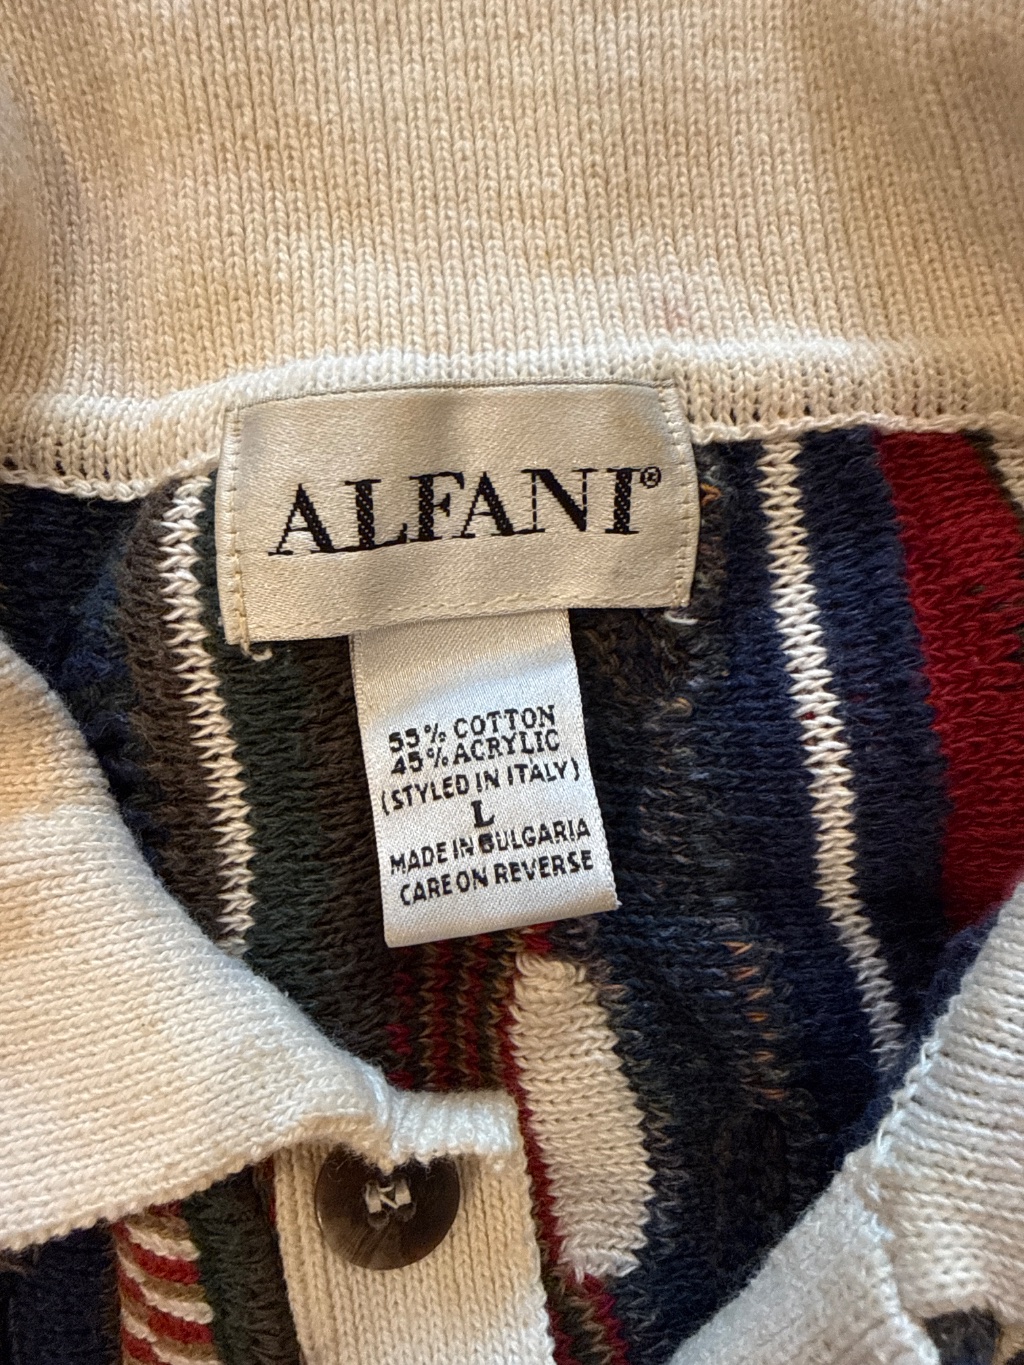 ALFANI®
55% COTTON
45% ACRYLIC
(STYLED IN ITALY)
L
MADE IN BULGARIA
CARE ON REVERSE